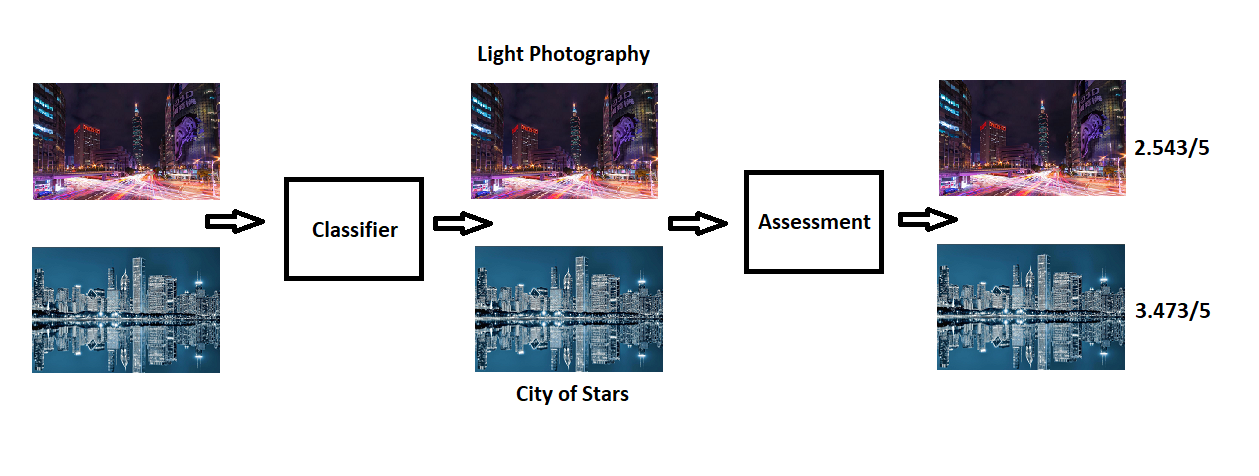 Light Photography
Classifier
Assessment
2.543/5
3.473/5
City of Stars